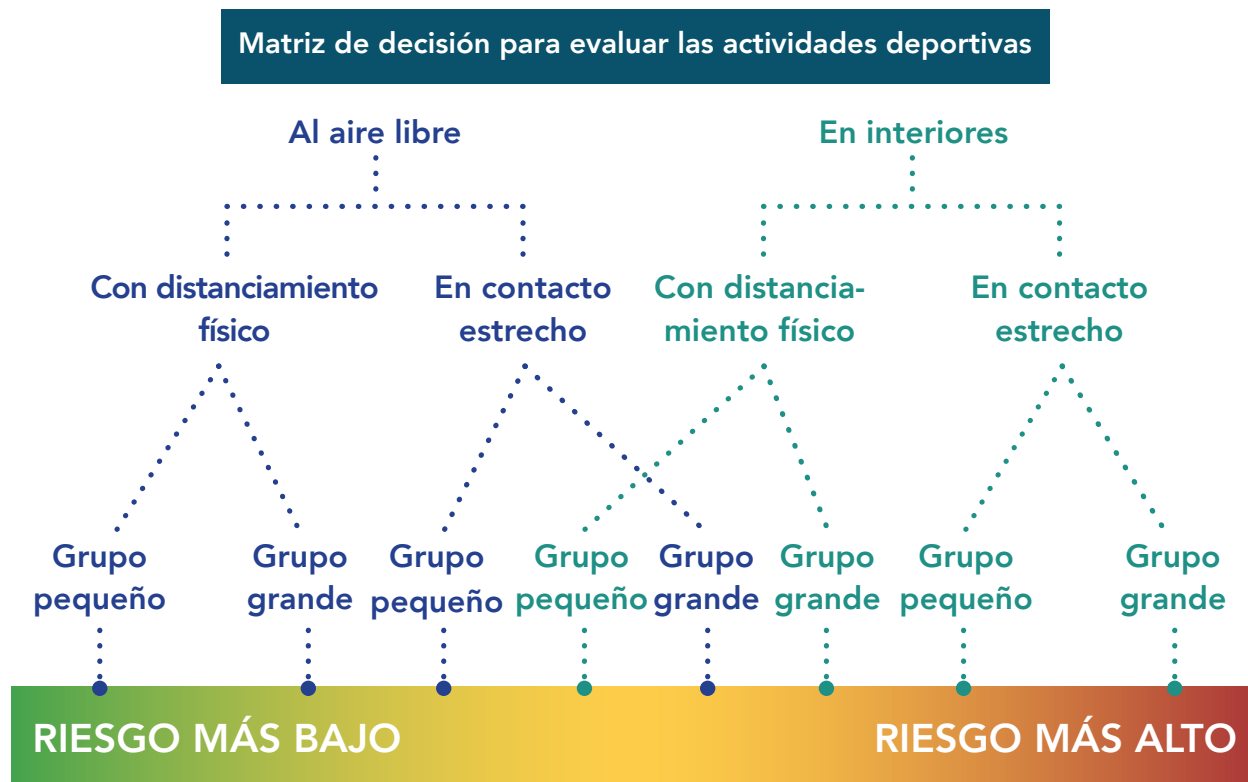 Matriz de decisión para evaluar las actividades deportivas
Al aire libre
En interiores
Con distanciamiento
físico
En contacto
estrecho
Con distancia-
miento físico
En contacto
estrecho
Grupo
pequeño
Grupo
grande
Grupo
pequeño
Grupo
pequeño
Grupo
grande
Grupo
grande
Grupo
pequeño
Grupo
grande
RIESGO MÁS BAJO
RIESGO MÁS ALTO